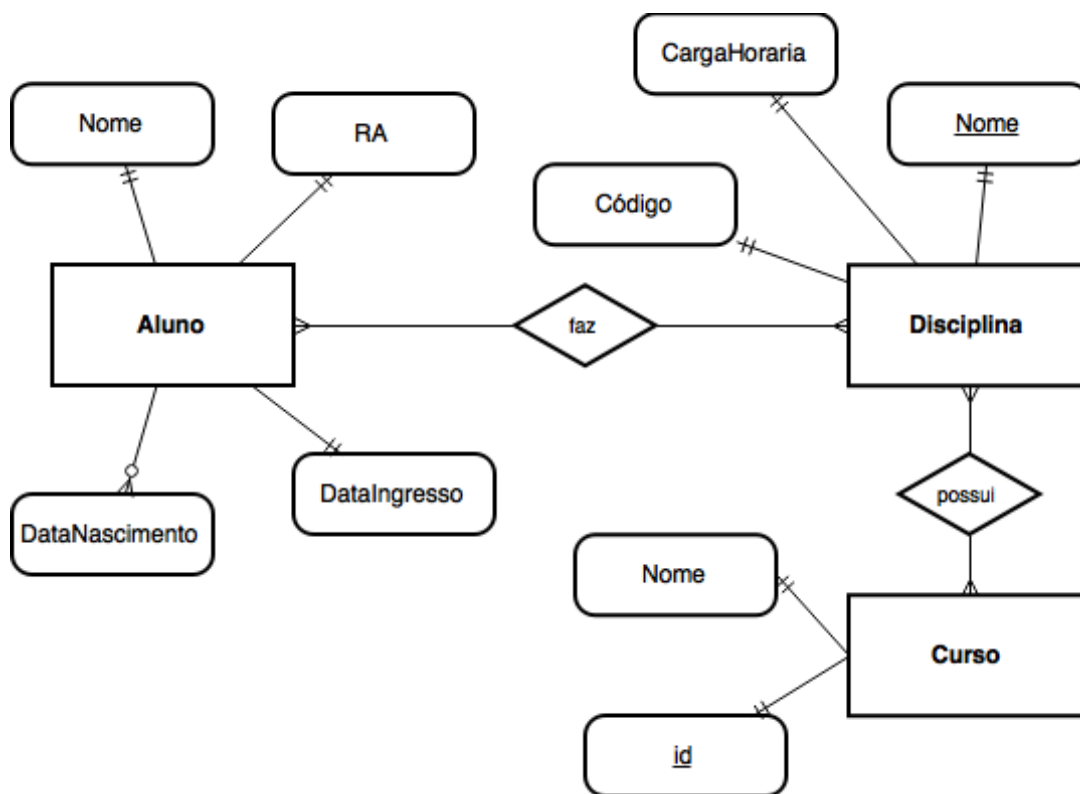 CargaHoraria
Nome
RA
Nome
Código
Aluno
faz
Disciplina
DataNascimento
DataIngresso
possui
Nome
Curso
id